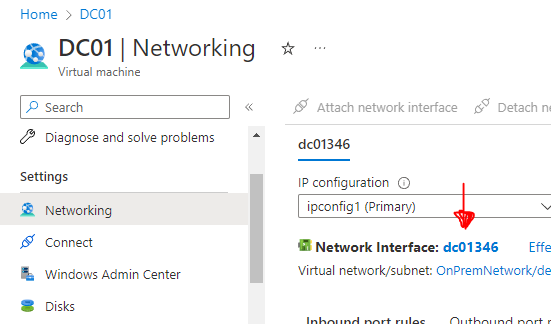 Home > DC01
DC01 | Networking
Virtual machine
Search
Attach network interface
Detach ne
Diagnose and solve problems
dc01346
Settings
IP configuration
Networking
ipconfig1 (Primary)
Connect
Network Interface: dc01346
Effe
Windows Admin Center
Virtual network/subnet: OnPremNetwork/de
Disks
Inbound port rules
Outbound port r